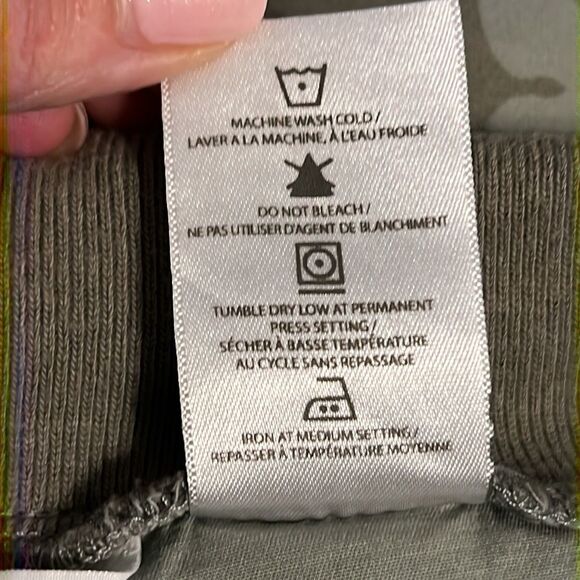 MACHINE WASH COLD /
LAVER A LA MACHINE, À L'EAU FROIDE
DO NOT BLEACH /
NE PAS UTILISER D'AGENT DE BLANCHIMENT
TUMBLE DRY LOW AT PERMANENT
PRESS SETTING /
SÉCHER À BASSE TEMPÉRATURE
AU CYCLE SANS REPASSAGE
IRON AT MEDIUM SETTING /
REPASSER À TEMPÉRATURE MOYENNE